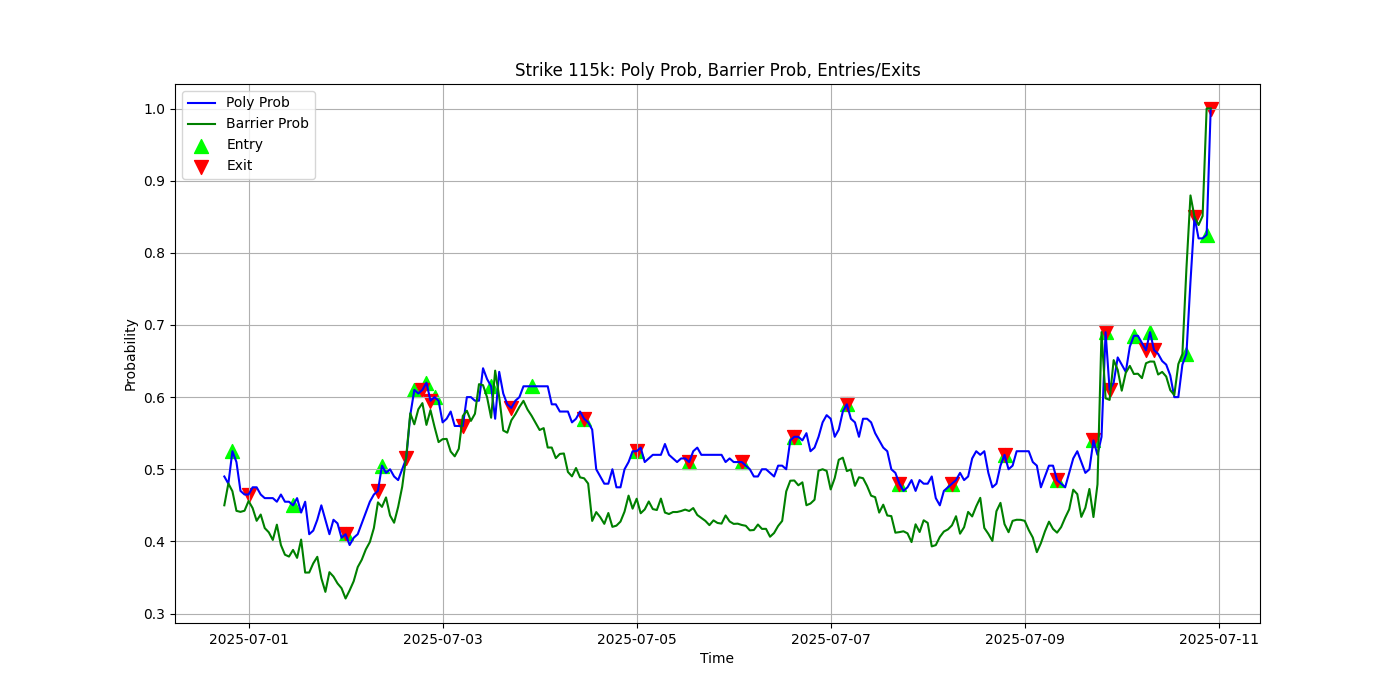 Strike 115k: Poly Prob, Barrier Prob, Entries/Exits
Poly Prob
Barrier Prob
Entry
Exit
1.0
0.9
0.8
0.7
0.6
0.5
0.4
0.3
Probability
2025-07-01 2025-07-03 2025-07-05 2025-07-07 2025-07-09 2025-07-11
Time